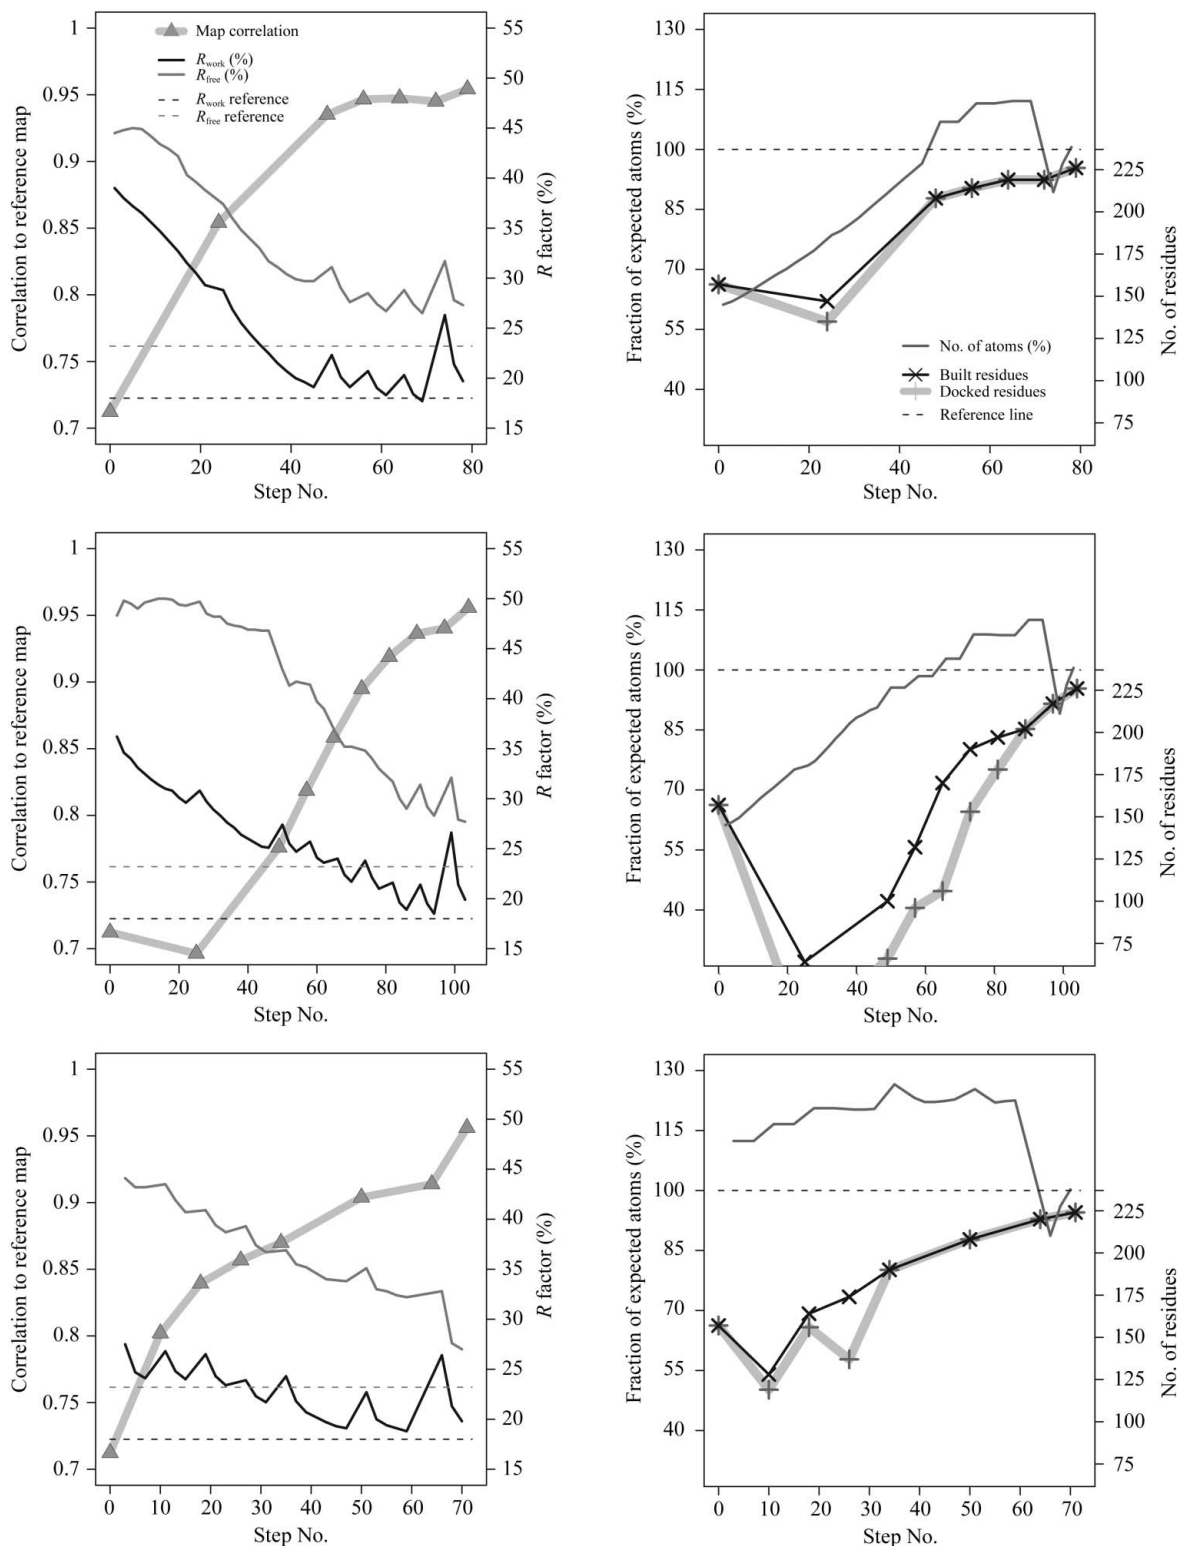 Correlation to reference map
1
0.95
0.9
0.85
0.8
0.75
0.7
Map correlation
Rwork (%)
Rfree (%)
Rwork reference
Rfree reference
55
50
45
40
35
30
25
20
15
R factor (%)
0 20 40 60 80
Step No.
Fraction of expected atoms (%)
130
115
100
85
70
55
40
No. of atoms (%)
Built residues
Docked residues
Reference line
225
200
175
150
125
100
75
No. of residues
0 20 40 60 80
Step No.
Correlation to reference map
1
0.95
0.9
0.85
0.8
0.75
0.7
55
50
45
40
35
30
25
20
15
R factor (%)
0 20 40 60 80 100
Step No.
Fraction of expected atoms (%)
130
115
100
85
70
55
40
225
200
175
150
125
100
75
No. of residues
0 20 40 60 80 100
Step No.
Correlation to reference map
1
0.95
0.9
0.85
0.8
0.75
0.7
55
50
45
40
35
30
25
20
15
R factor (%)
0 10 20 30 40 50 60 70
Step No.
Fraction of expected atoms (%)
130
115
100
85
70
55
40
225
200
175
150
125
100
75
No. of residues
0 10 20 30 40 50 60 70
Step No.